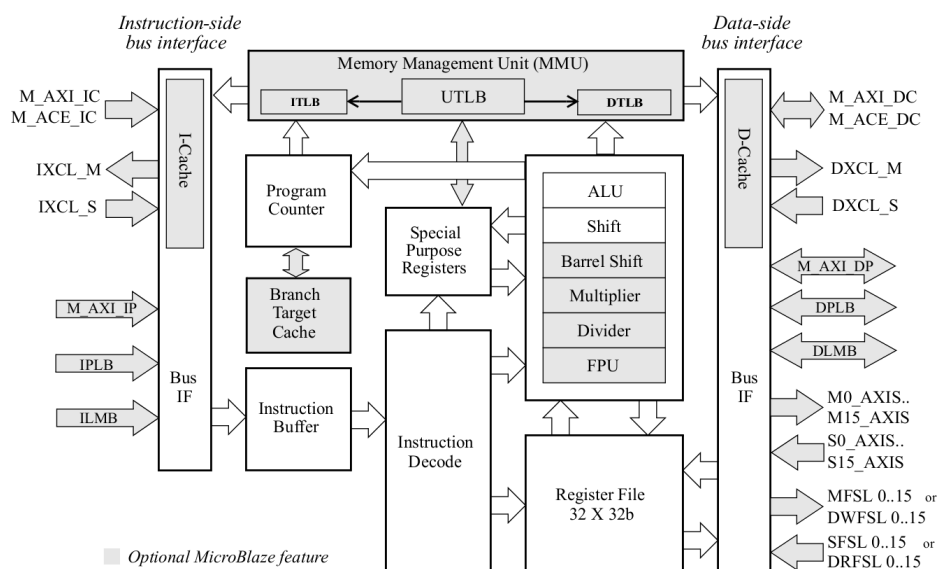 Instruction-side
bus interface
Data-side
bus interface
Memory Management Unit (MMU)
ITLB
UTLB
DTLB
M_AXI_IC
M_ACE_IC
IXCL_M
IXCL_S
M_AXI_IP
IPLB
ILMB
I-Cache
Bus
IF
Program
Counter
Branch
Target
Cache
Instruction
Buffer
Special
Purpose
Registers
Instruction
Decode
ALU
Shift
Barrel Shift
Multiplier
Divider
FPU
Register File
32 X 32b
D-Cache
Bus
IF
M_AXI_DC
M_ACE_DC
DXCL_M
DXCL_S
M_AXI_DP
DPLB
DLMB
M0_AXIS..
M15_AXIS
S0_AXIS..
S15_AXIS
MFSL 0..15 or
DWFSL 0..15
SFSL 0..15 or
DRFSL 0..15
Optional MicroBlaze feature